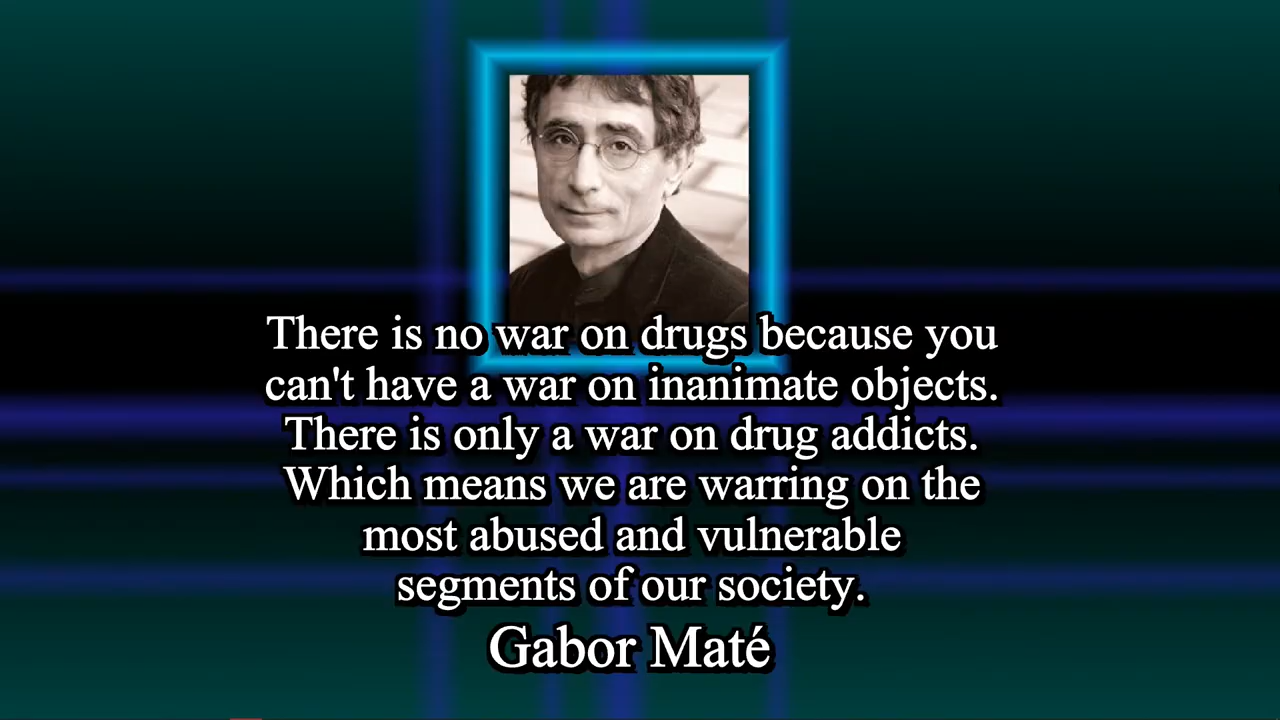 There is no war on drugs because you
can't have a war on inanimate objects.
There is only a war on drug addicts.
Which means we are warring on the
most abused and vulnerable
segments of our society.
Gabor Maté